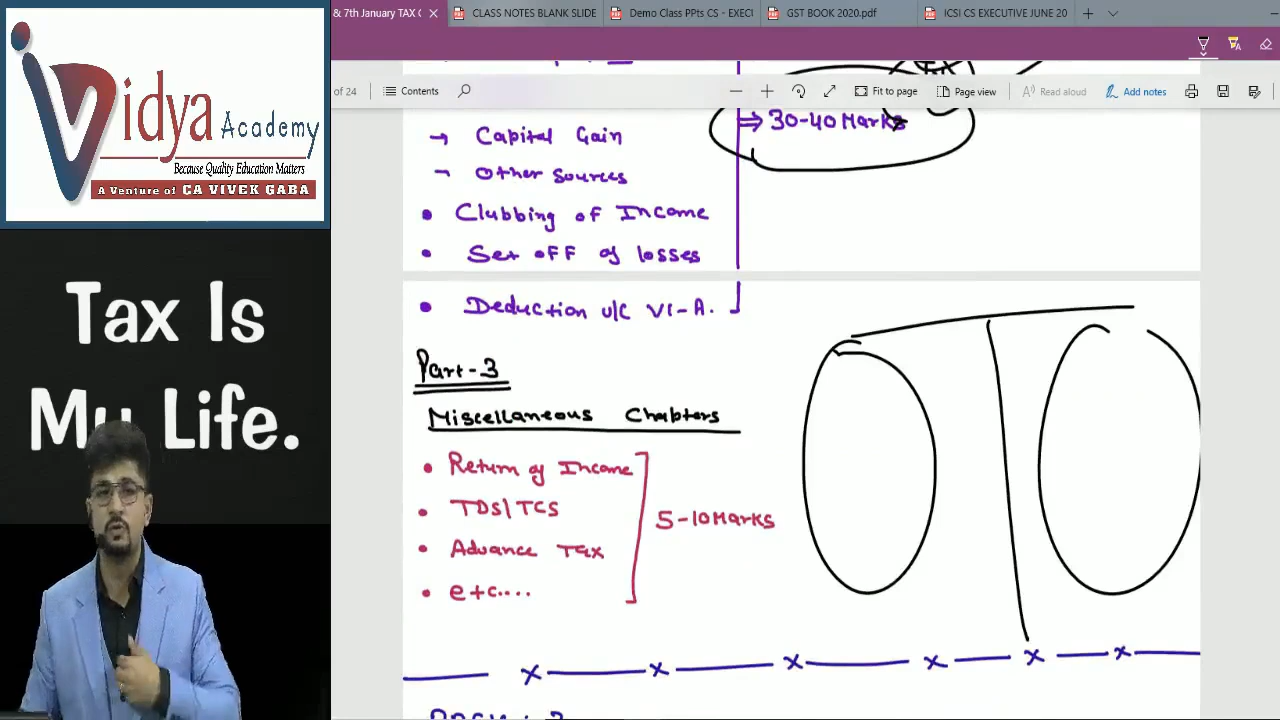 & 7th January TAX C
CLASS NOTES BLANK SLIDE
Demo Class PPts CS - EXECI
GST BOOK 2020.pdf
ICSI CS EXECUTIVE JUNE 20
of 24
Contents
Fit to page
Page view
Read aloud
Add notes
Vidya Academy
Because Quality Education Matters
A Venture of CA VIVEK GABA
Tax Is
My Life.
⇒ 30-40 Marks
→ Capital Gain
→ Other Sources
• Clubbing of Income
• Set off of losses
• Deduction u/c VI-A.
Part-3
Miscellaneous Chapters
• Return of Income
• TDS/TCS
• Advance Tax
• etc....
5-10 Marks